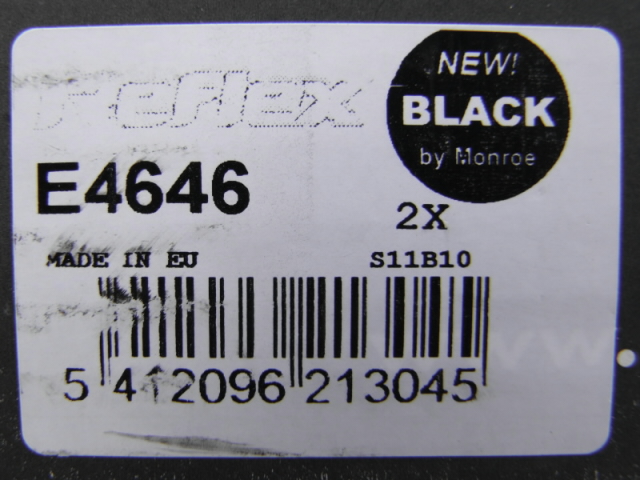 reflex
NEW!
BLACK
by Monroe
E4646
2X
MADE IN EU
S11B10
5 412096 213045
w.